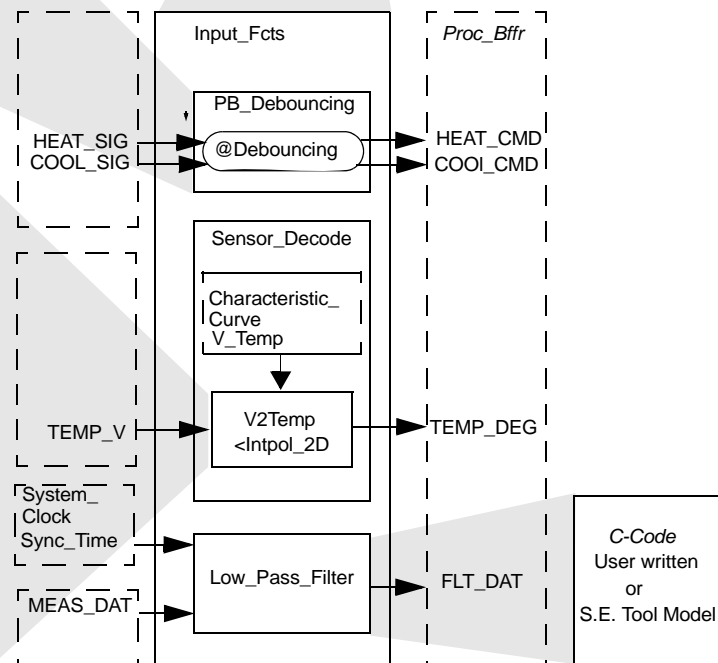 Input_Fcts
Proc_Bffr
PB_Debouncing
HEAT_SIG
COOL_SIG
@Debouncing
HEAT_CMD
COOl_CMD
Sensor_Decode
Characteristic_
Curve
V_Temp
TEMP_V
V2Temp
<Intpol_2D
TEMP_DEG
System_
Clock
Sync_Time
MEAS_DAT
Low_Pass_Filter
FLT_DAT
C-Code
User written
or
S.E. Tool Model